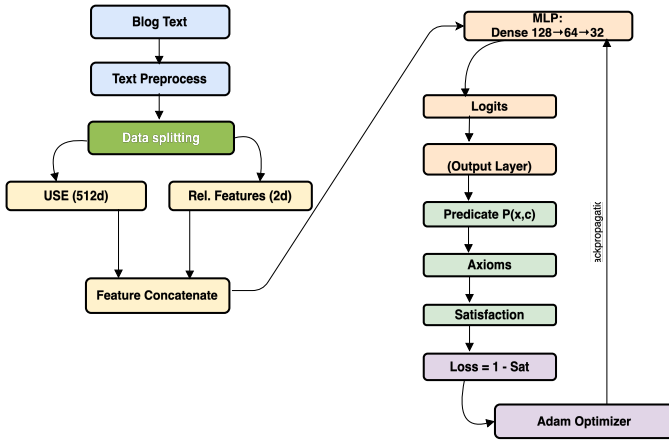 Blog Text
Text Preprocess
Data splitting
USE (512d)
Rel. Features (2d)
Feature Concatenate
MLP:
Dense 128→64→32
Logits
(Output Layer)
Predicate P(x,c)
Axioms
Satisfaction
Loss = 1 - Sat
Adam Optimizer